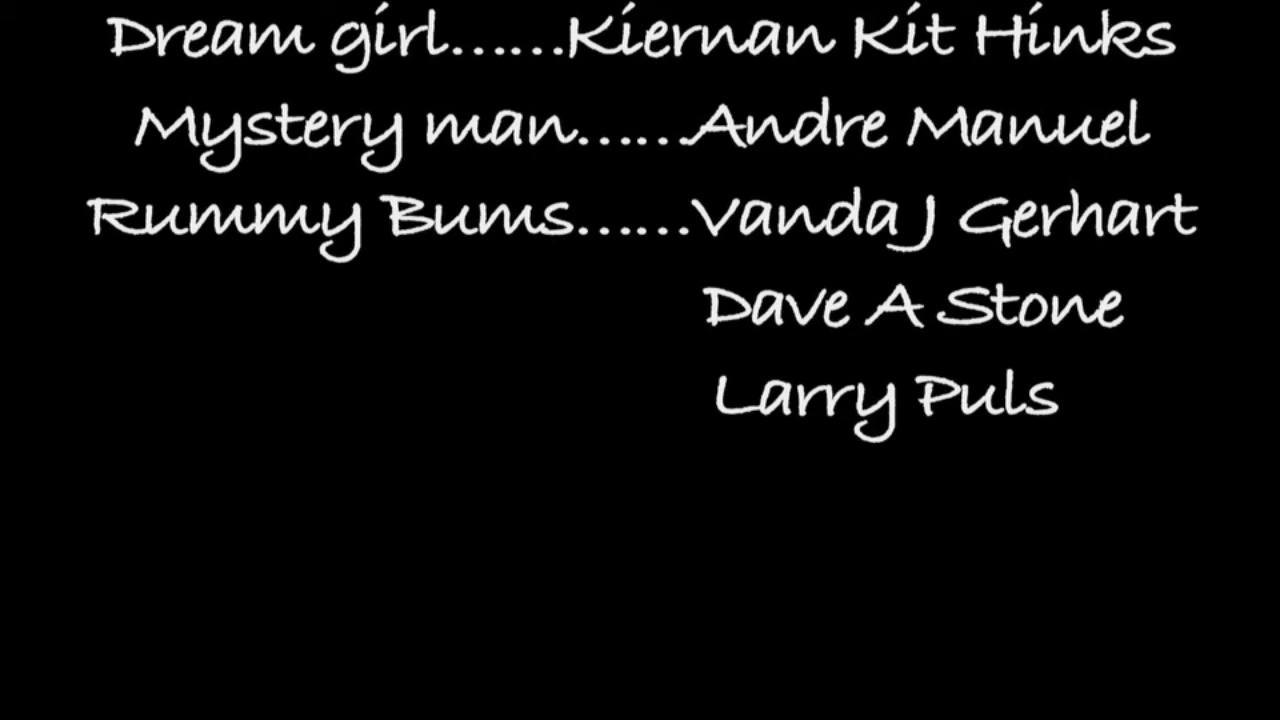 Dream girl......Kiernan Kit Hinks
Mystery man......Andre Manuel
Rummy Bums......Vanda J Gerhart
Dave A Stone
Larry Puls